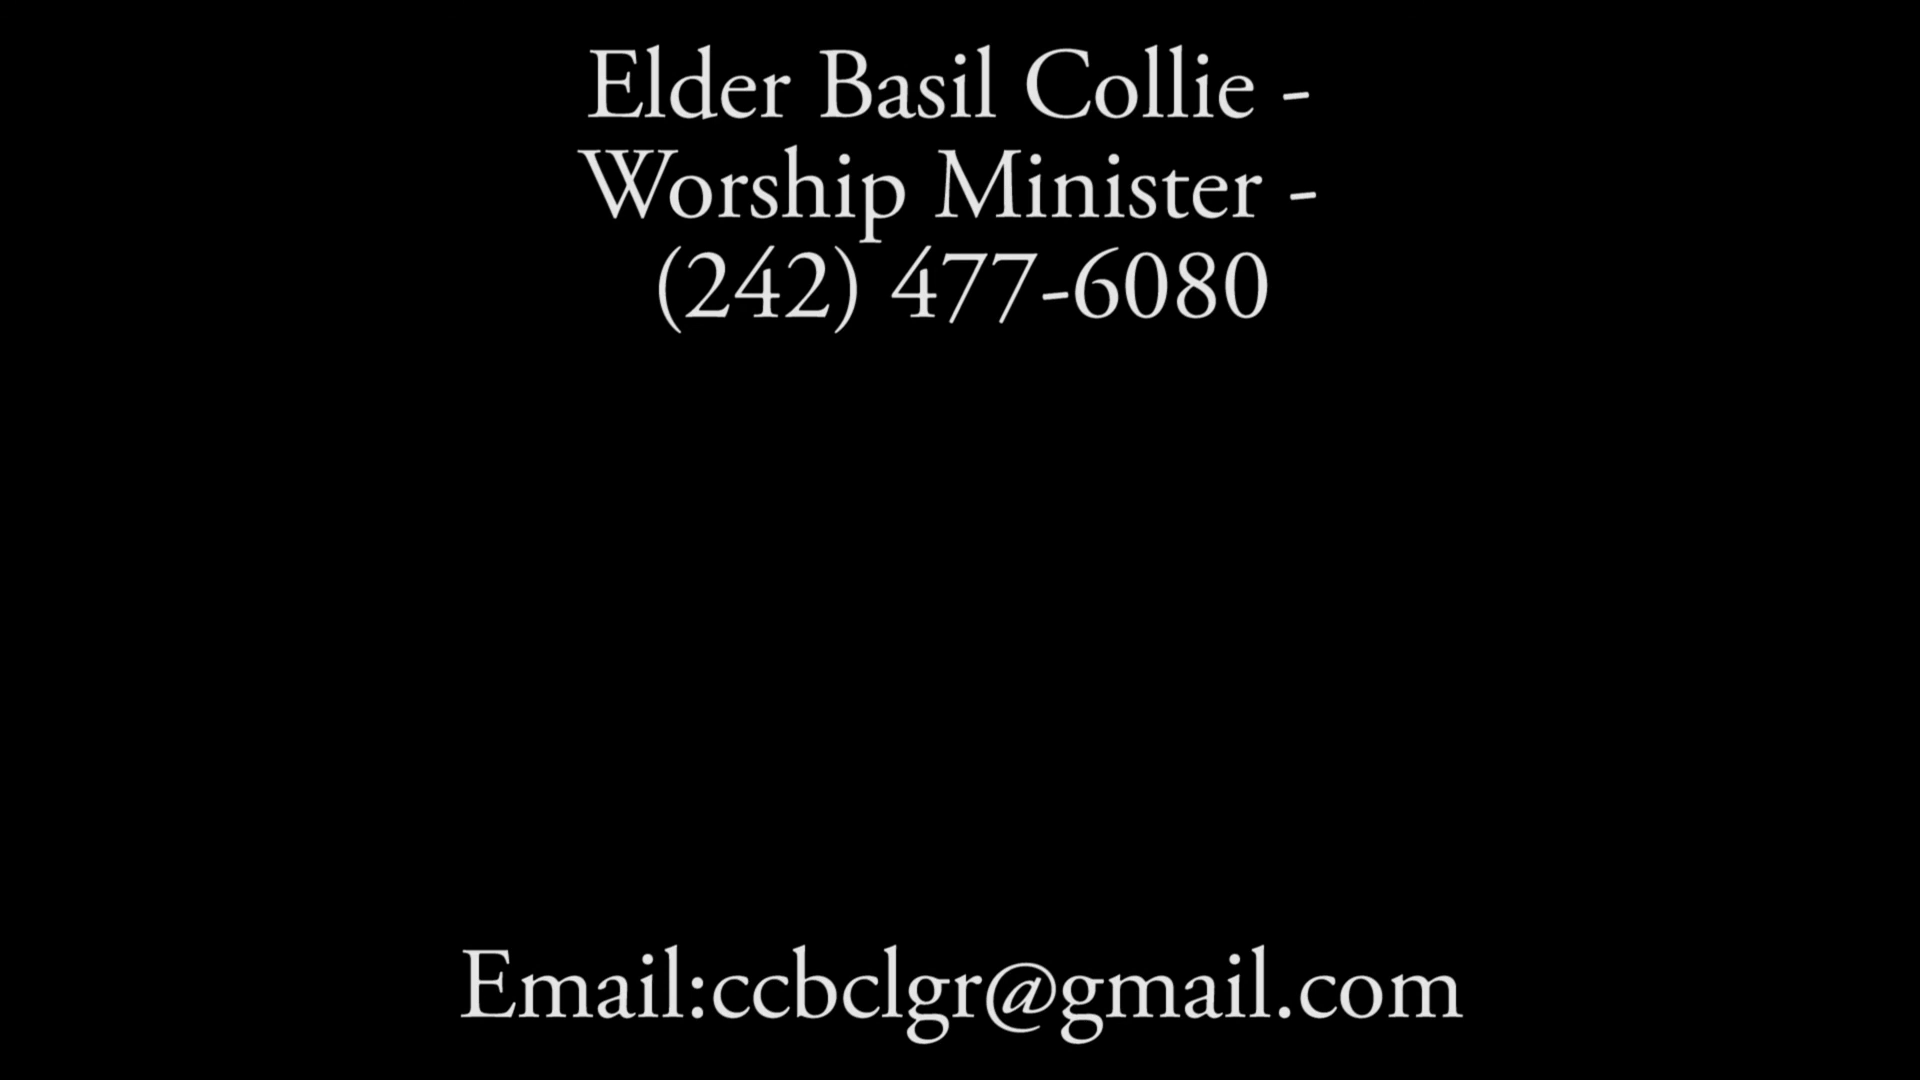 Elder Basil Collie -
Worship Minister -
(242) 477-6080
Email:ccbclgr@gmail.com